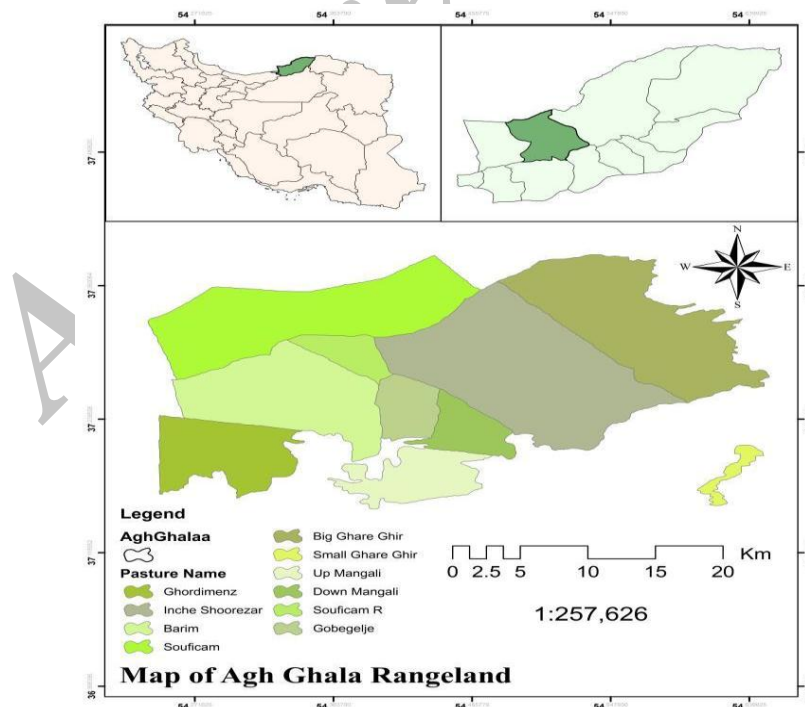 N
W E
S
Legend
AghGhalaa
Pasture Name
Ghordimenz
Inche Shoorezar
Barim
Souficam
Big Ghare Ghir
Small Ghare Ghir
Up Mangali
Down Mangali
Souficam R
Gobegelje
0 2.5 5 10 15 20 Km
1:257,626
Map of Agh Ghala Rangeland